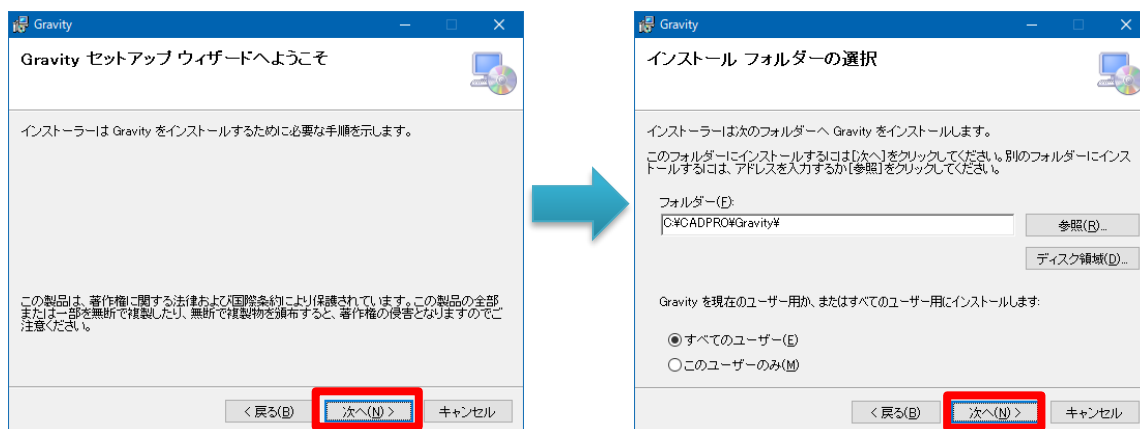 Gravity
Gravity セットアップ ウィザードへようこそ
インストーラーは Gravity をインストールするために必要な手順を示します。
この製品は、著作権に関する法律および国際条約により保護されています。この製品の全部
または一部を無断で複製したり、無断で複製物を頒布すると、著作権の侵害となりますのでご
注意ください。
< 戻る(B)
次へ(N) >
キャンセル
Gravity
インストール フォルダーの選択
インストーラーは次のフォルダーへ Gravity をインストールします。
このフォルダーにインストールするには[次へ]をクリックしてください。別のフォルダーにインス
トールするには、アドレスを入力するか[参照]をクリックしてください。
フォルダー(F):
C:¥CADPRO¥Gravity¥
参照(R)...
ディスク領域(D)...
Gravity を現在のユーザー用か、またはすべてのユーザー用にインストールします:
すべてのユーザー(E)
このユーザーのみ(M)
< 戻る(B)
次へ(N) >
キャンセル